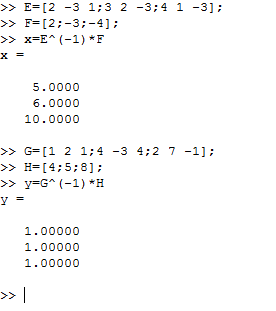 >> E=[2 -3 1;3 2 -3;4 1 -3];
>> F=[2;-3;-4];
>> x=E^(-1)*F
x =
5.0000
6.0000
10.0000
>> G=[1 2 1;4 -3 4;2 7 -1];
>> H=[4;5;8];
>> y=G^(-1)*H
y =
1.00000
1.00000
1.00000
>>